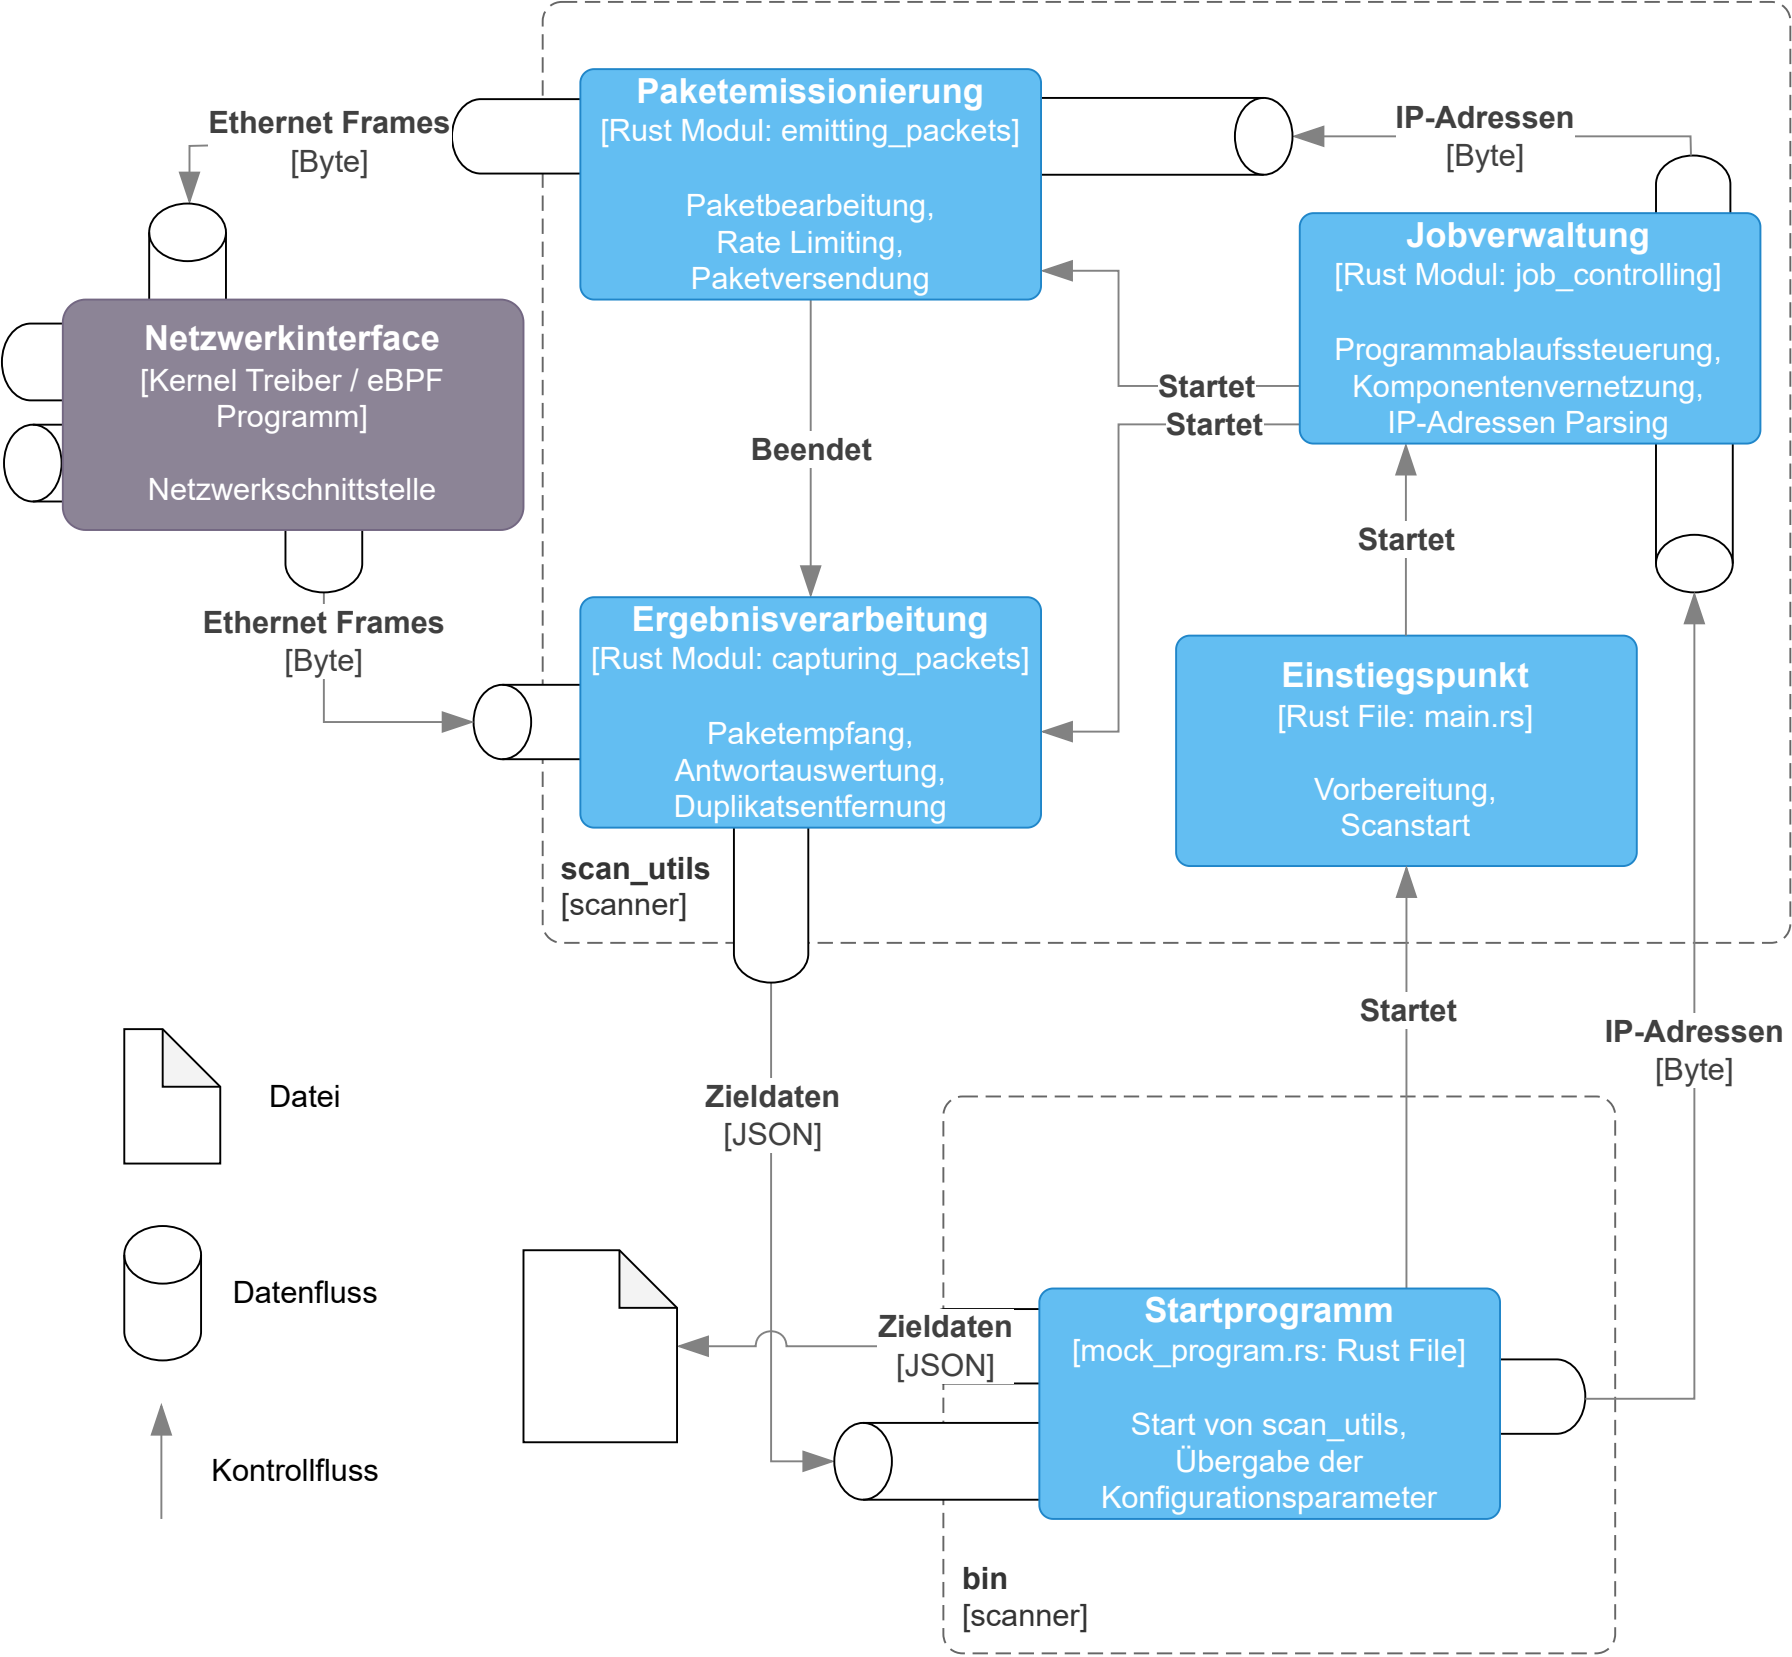 Paketemissionierung
[Rust Modul: emitting_packets]
Paketbearbeitung,
Rate Limiting,
Paketversendung
Ethernet Frames
[Byte]
IP-Adressen
[Byte]
Jobverwaltung
[Rust Modul: job_controlling]
Programmablaufssteuerung,
Komponentenvernetzung,
IP-Adressen Parsing
Netzwerkinterface
[Kernel Treiber / eBPF
Programm]
Netzwerkschnittstelle
Startet
Startet
Beendet
Startet
Ethernet Frames
[Byte]
Ergebnisverarbeitung
[Rust Modul: capturing_packets]
Paketempfang,
Antwortauswertung,
Duplikatsentfernung
Einstiegspunkt
[Rust File: main.rs]
Vorbereitung,
Scanstart
scan_utils
[scanner]
Startet
IP-Adressen
[Byte]
Zieldaten
[JSON]
Datei
Datenfluss
Kontrollfluss
Zieldaten
[JSON]
Startprogramm
[mock_program.rs: Rust File]
Start von scan_utils,
Übergabe der
Konfigurationsparameter
bin
[scanner]